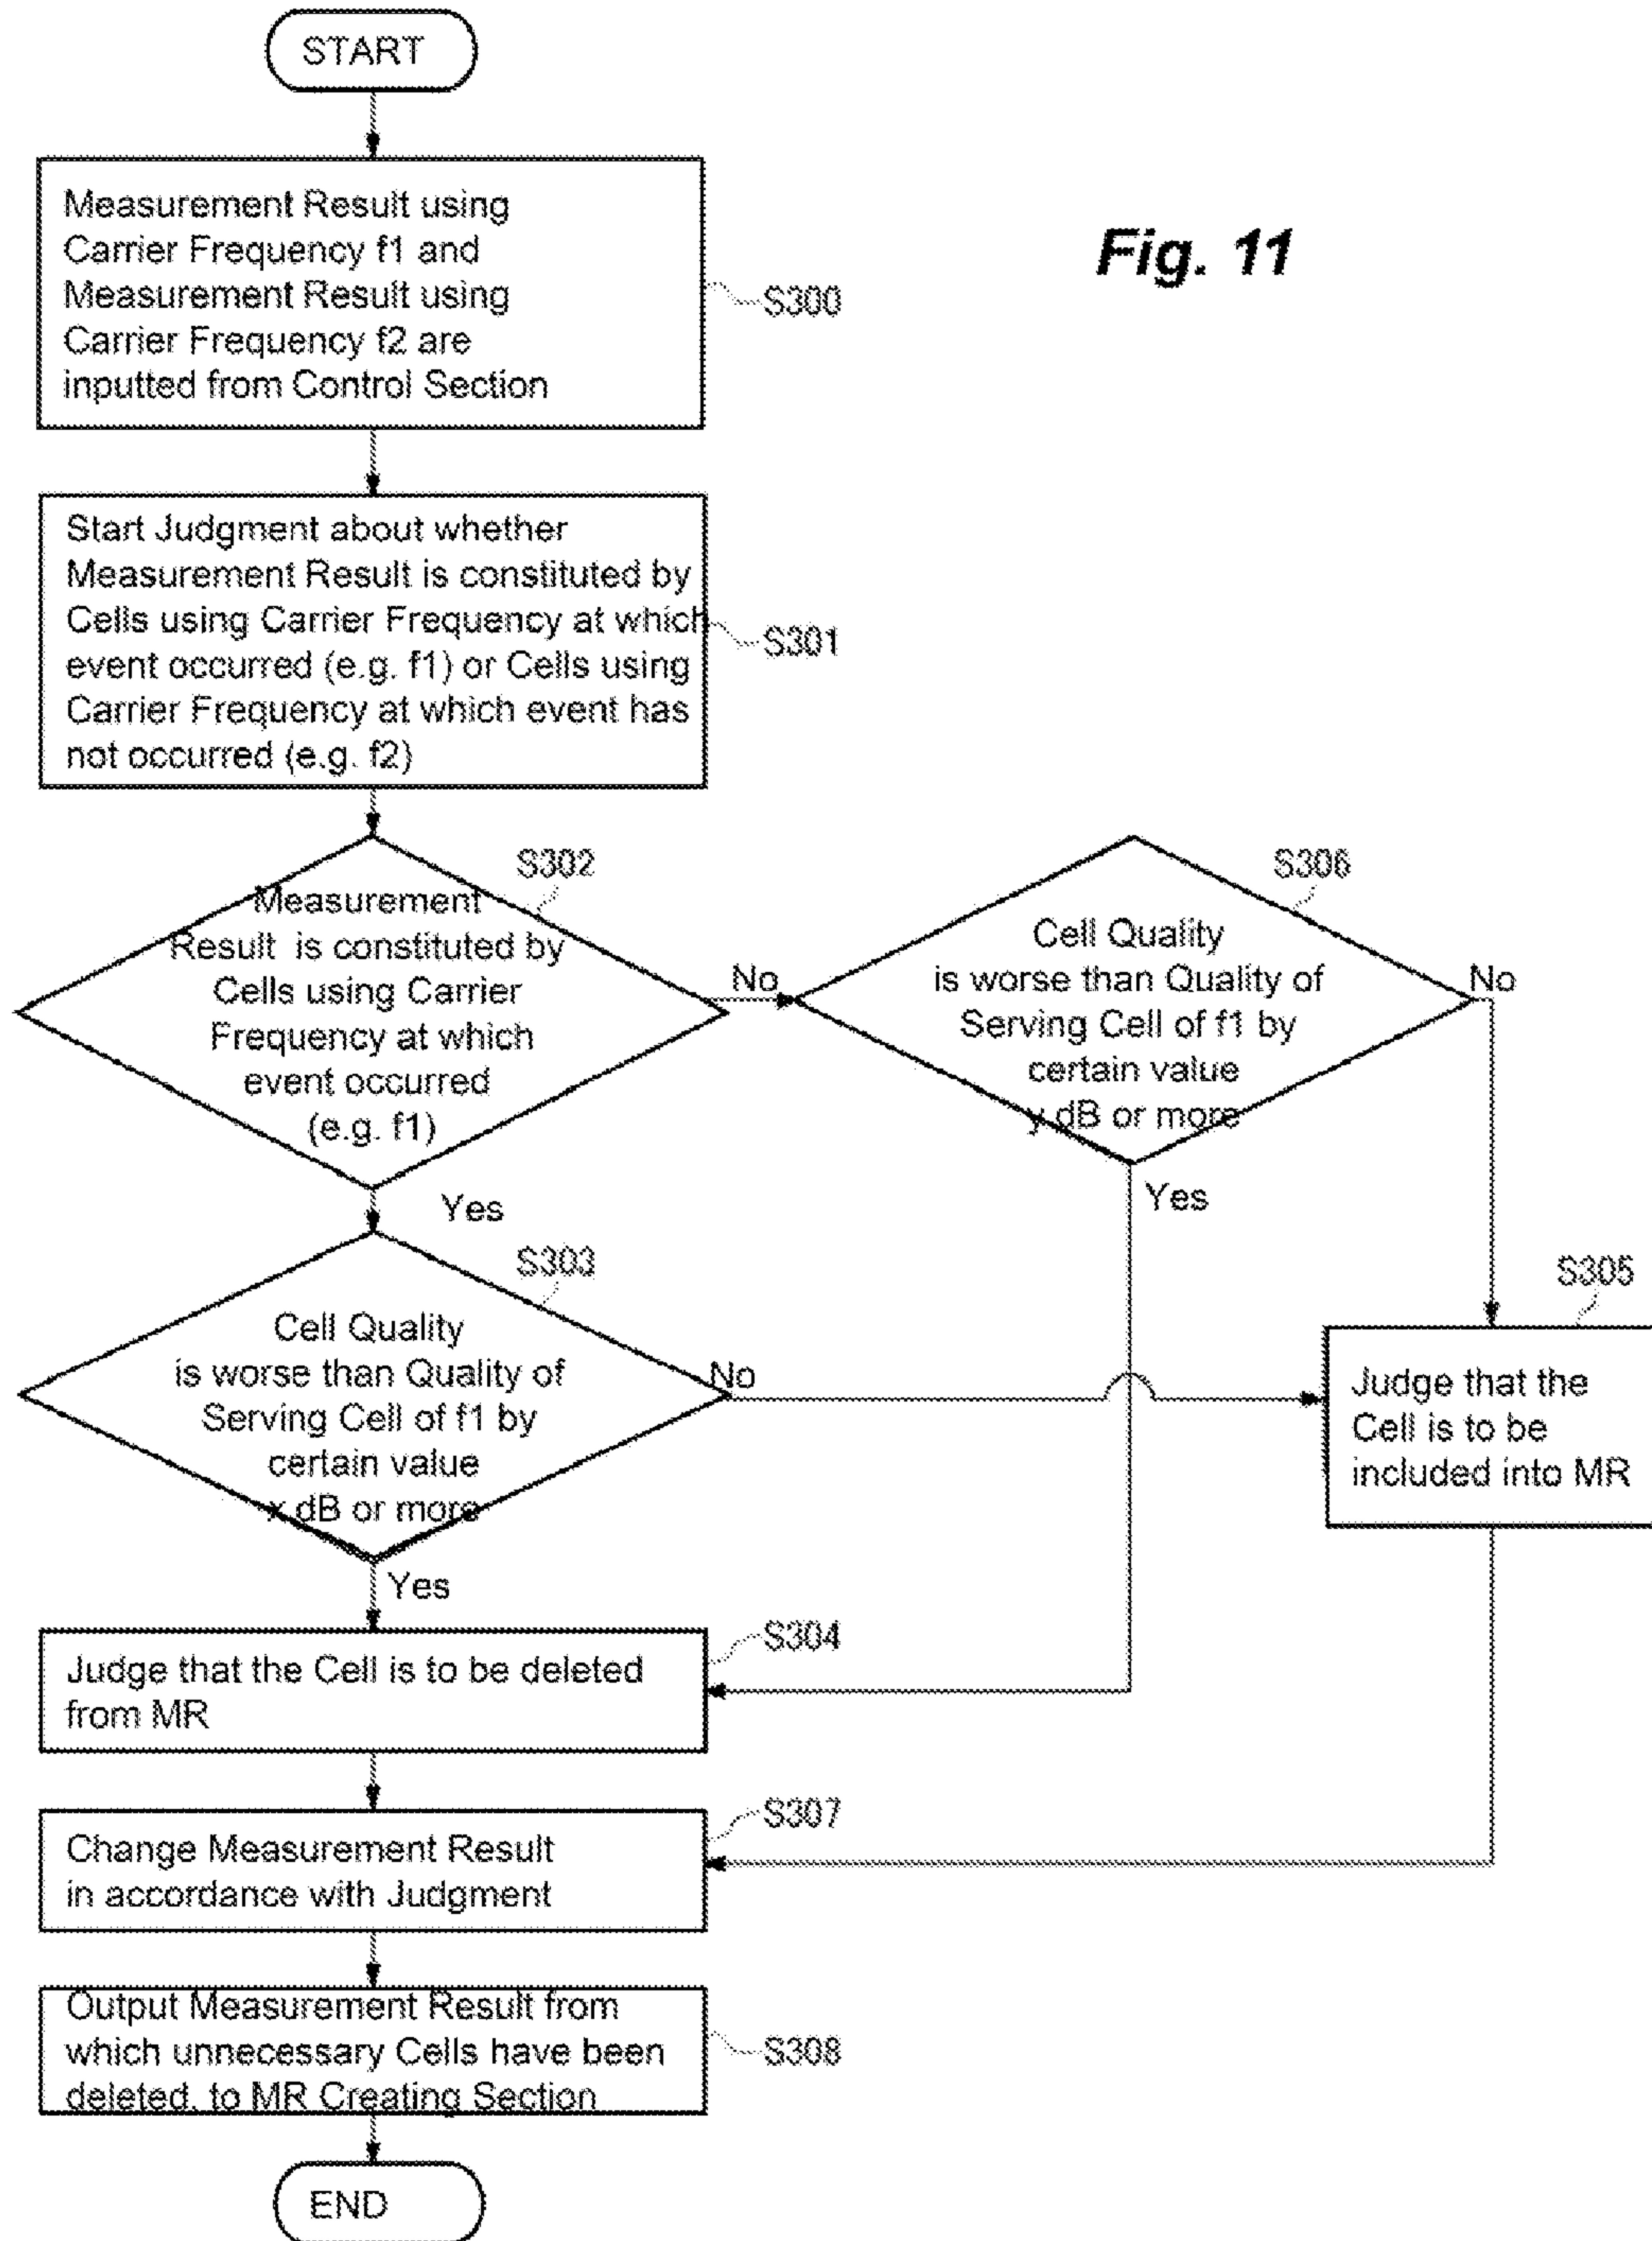 START
Fig. 11
Measurement Result using
Carrier Frequency f1 and
Measurement Result using
Carrier Frequency f2 are
inputted from Control Section
S300
Start Judgment about whether
Measurement Result is constituted by
Cells using Carrier Frequency at which
event occurred (e.g. f1) or Cells using
Carrier Frequency at which event has
not occurred (e.g. f2)
S301
S302
Measurement
Result is constituted by
Cells using Carrier
Frequency at which
event occurred
(e.g. f1)
No
Yes
S306
Cell Quality
is worse than Quality of
Serving Cell of f1 by
certain value
y dB or more
No
Yes
S303
Cell Quality
is worse than Quality of
Serving Cell of f1 by
certain value
x dB or more
No
Yes
S305
Judge that the
Cell is to be
included into MR
S304
Judge that the Cell is to be deleted
from MR
S307
Change Measurement Result
in accordance with Judgment
Output Measurement Result from
which unnecessary Cells have been
deleted, to MR Creating Section
S308
END